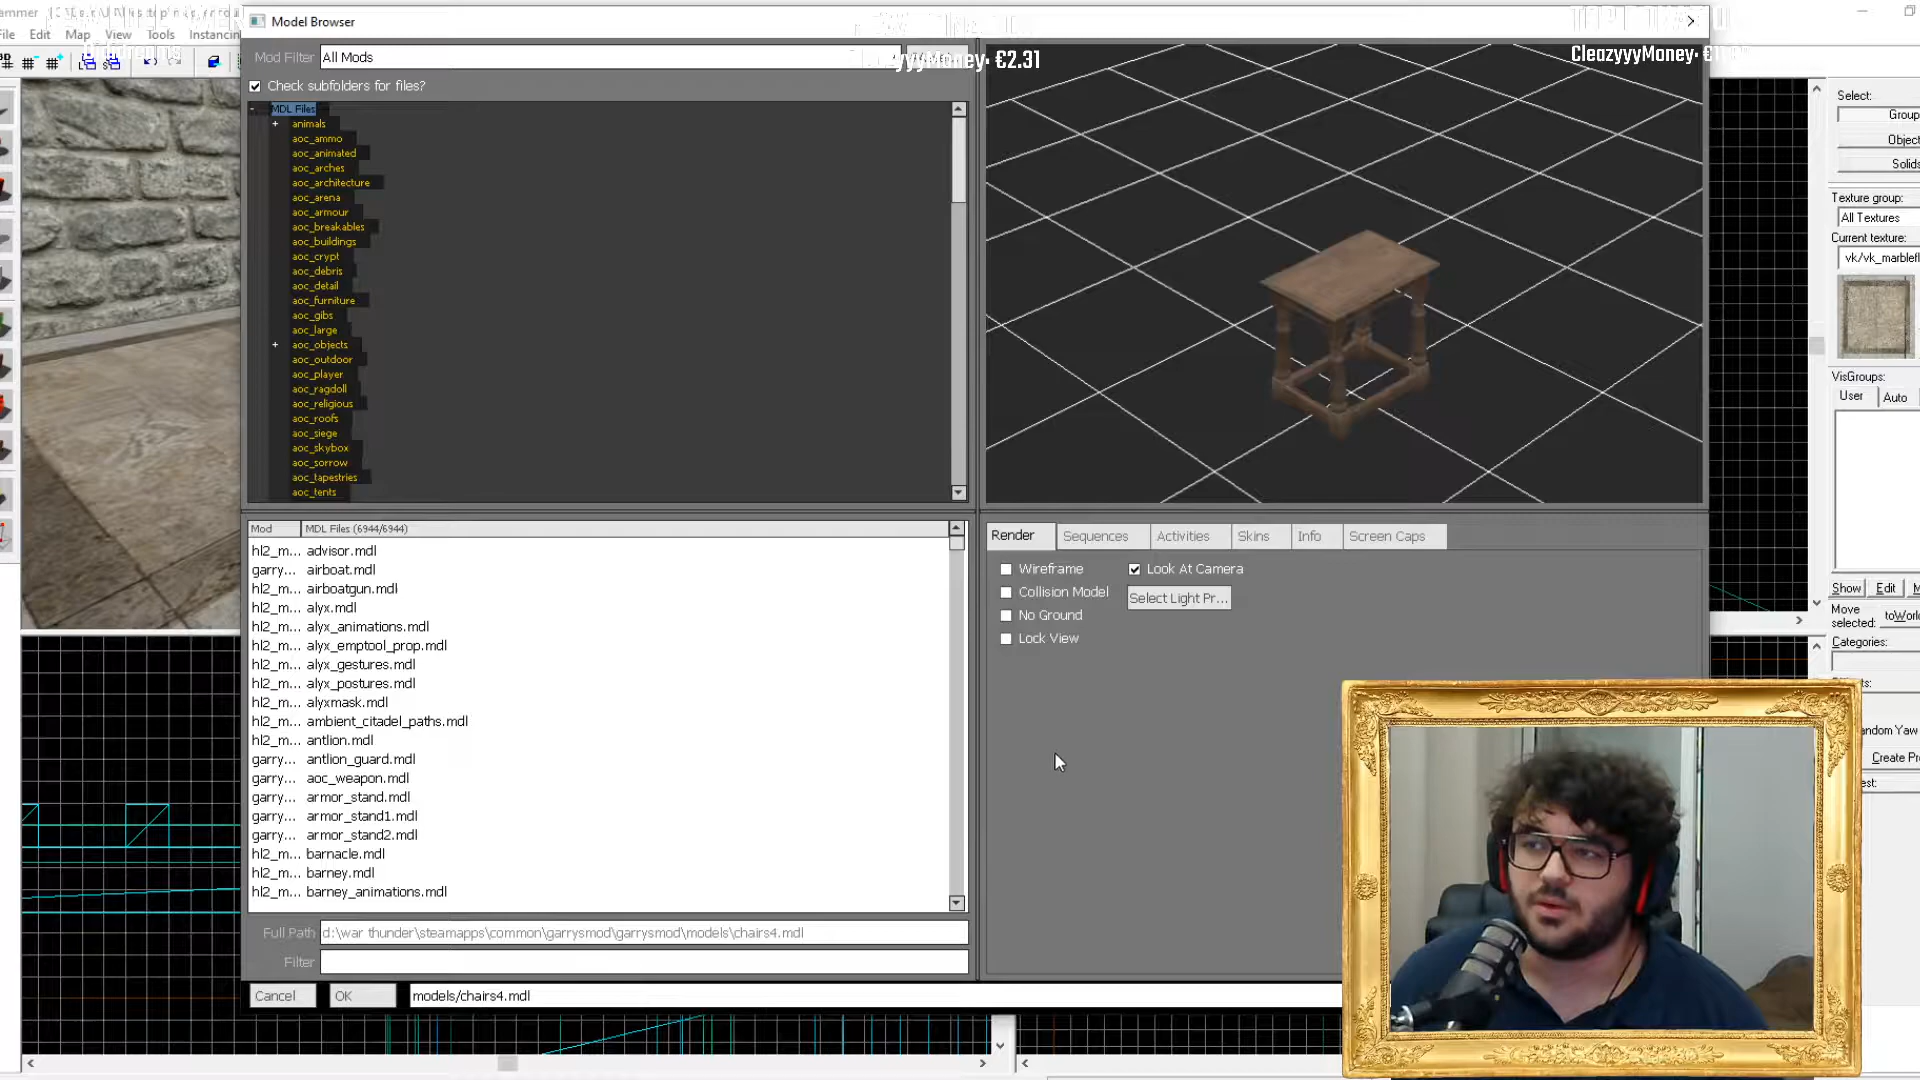 Model Browser
File Edit Map View Tools Instancin
Mod Filter All Mods
yyyMoney: €2.31
CleazyyyMoney: €
Check subfolders for files?
MDL Files
animals
aoc_ammo
aoc_animated
aoc_arches
aoc_architecture
aoc_arena
aoc_armour
aoc_breakables
aoc_buildings
aoc_crypt
aoc_debris
aoc_detail
aoc_furniture
aoc_gibs
aoc_large
aoc_objects
aoc_outdoor
aoc_player
aoc_ragdoll
aoc_religious
aoc_roofs
aoc_siege
aoc_skybox
aoc_sorrow
aoc_tapestries
aoc_tents
Mod MDL Files (6944/6944)
hl2_m... advisor.mdl
garry... airboat.mdl
hl2_m... airboatgun.mdl
hl2_m... alyx.mdl
hl2_m... alyx_animations.mdl
hl2_m... alyx_emptool_prop.mdl
hl2_m... alyx_gestures.mdl
hl2_m... alyx_postures.mdl
hl2_m... alyxmask.mdl
hl2_m... ambient_citadel_paths.mdl
hl2_m... antlion.mdl
hl2_m... antlion_guard.mdl
garry... aoc_weapon.mdl
garry... armor_stand.mdl
garry... armor_stand1.mdl
garry... armor_stand2.mdl
hl2_m... barnacle.mdl
hl2_m... barney.mdl
hl2_m... barney_animations.mdl
Full Path d:\war thunder\steamapps\common\garrysmod\garrysmod\models\chairs4.mdl
Filter
Cancel OK models/chairs4.mdl
Render Sequences Activities Skins Info Screen Caps
Wireframe Look At Camera
Collision Model Select Light Pr...
No Ground
Lock View
Select:
Group
Object
Solids
Texture group:
All Textures
Current texture:
vk/vk_marblefl
VisGroups:
User Auto
Show Edit M
Move selected: toWorl
Categories:
andom Yaw
Create Pr